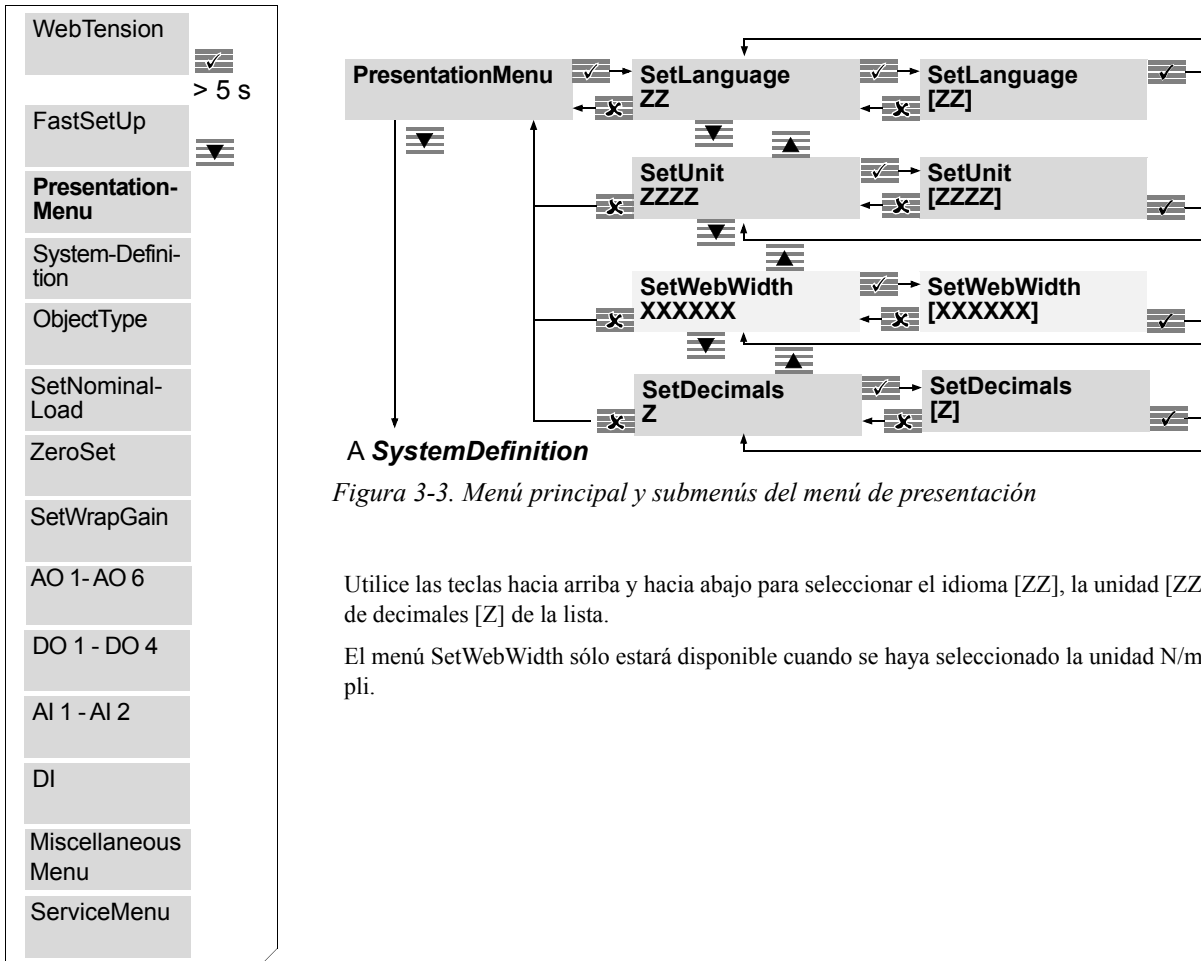 WebTension
> 5 s
FastSetUp
Presentation-
Menu
System-Defini-
tion
ObjectType
SetNominal-
Load
ZeroSet
SetWrapGain
AO 1- AO 6
DO 1 - DO 4
AI 1 - AI 2
DI
Miscellaneous
Menu
ServiceMenu
PresentationMenu
SetLanguage
ZZ
SetLanguage
[ZZ]
SetUnit
ZZZZ
SetUnit
[ZZZZ]
SetWebWidth
XXXXXX
SetWebWidth
[XXXXXX]
SetDecimals
Z
SetDecimals
[Z]
A SystemDefinition
Figura 3-3. Menú principal y submenús del menú de presentación
Utilice las teclas hacia arriba y hacia abajo para seleccionar el idioma [ZZ], la unidad [ZZ
de decimales [Z] de la lista.
El menú SetWebWidth sólo estará disponible cuando se haya seleccionado la unidad N/m
pli.